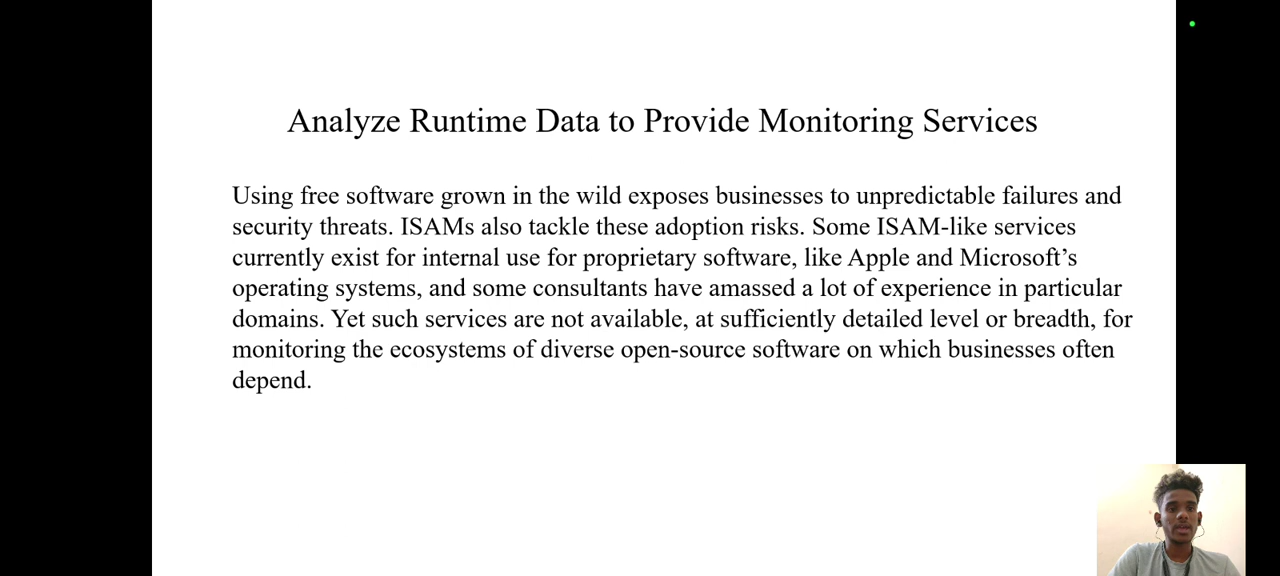 Analyze Runtime Data to Provide Monitoring Services
Using free software grown in the wild exposes businesses to unpredictable failures and
security threats. ISAMs also tackle these adoption risks. Some ISAM-like services
currently exist for internal use for proprietary software, like Apple and Microsoft’s
operating systems, and some consultants have amassed a lot of experience in particular
domains. Yet such services are not available, at sufficiently detailed level or breadth, for
monitoring the ecosystems of diverse open-source software on which businesses often
depend.